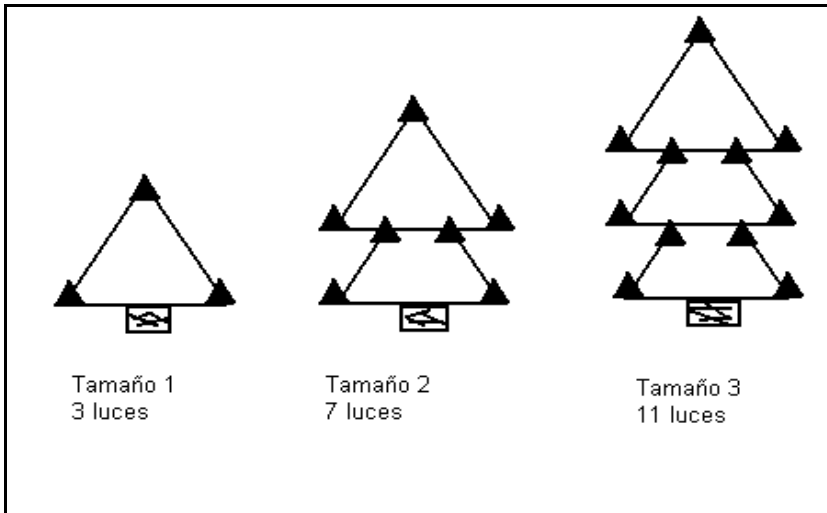 Tamaño 1
3 luces
Tamaño 2
7 luces
Tamaño 3
11 luces